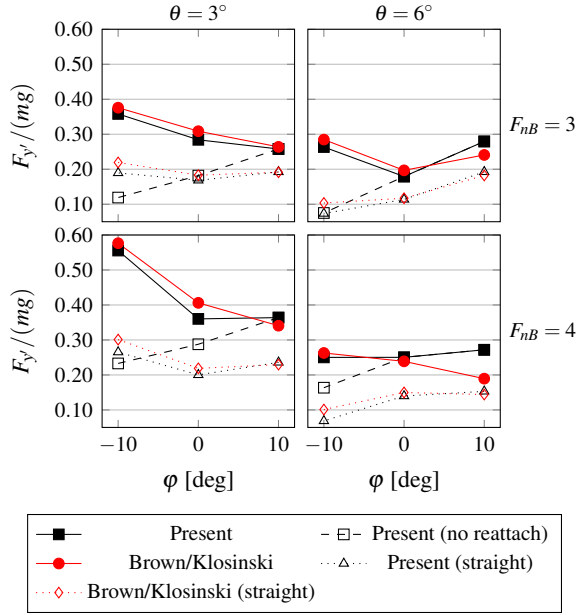 θ = 3° θ = 6°
0.60
0.50
0.40
0.30
0.20
0.10
F_{y′}/(mg)
F_{nB} = 3
0.60
0.50
0.40
0.30
0.20
0.10
F_{y′}/(mg)
F_{nB} = 4
−10 0 10 −10 0 10
φ [deg] φ [deg]
Present Present (no reattach)
Brown/Klosinski Present (straight)
Brown/Klosinski (straight)